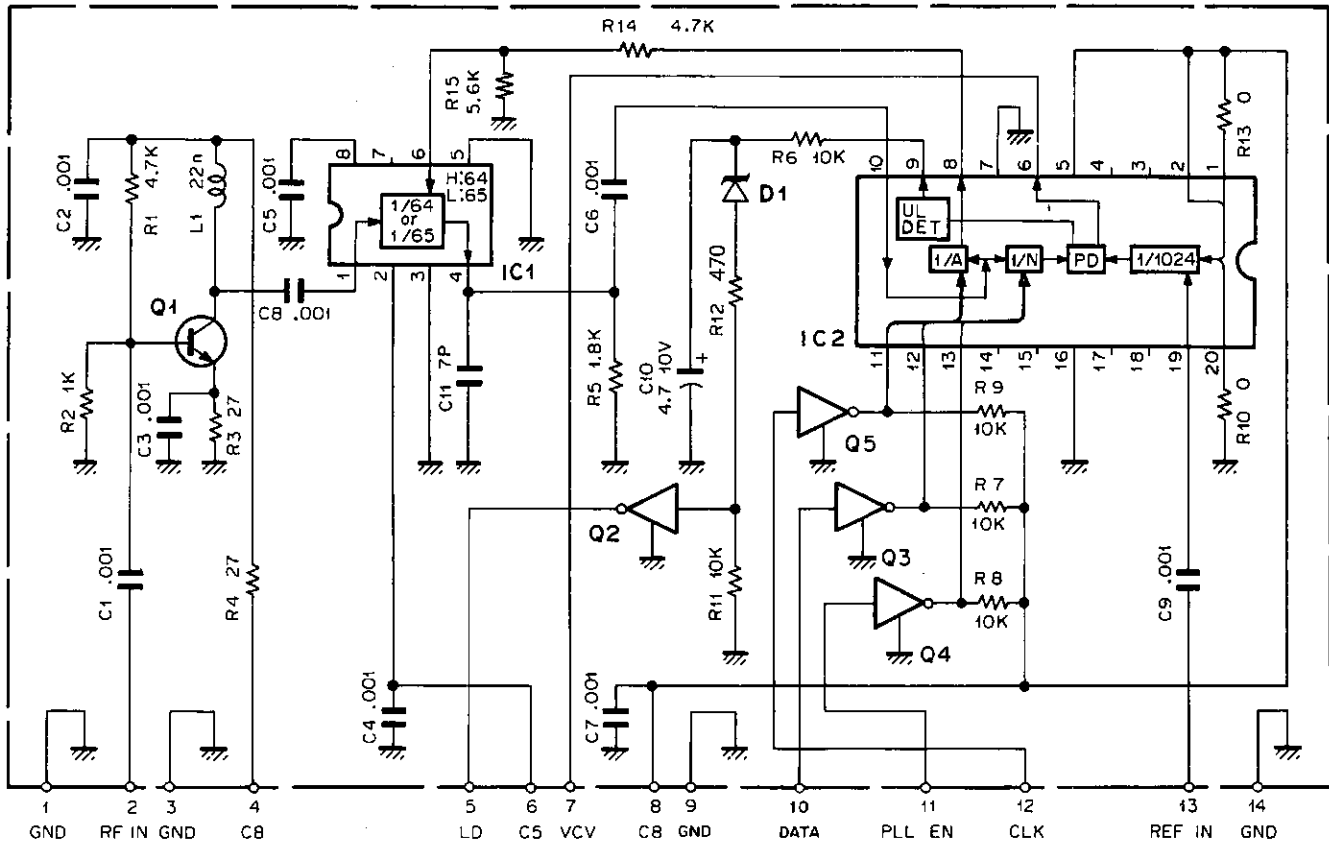 R14 4.7K
R15 5.6K
C2 .001
R1 4.7K
L1 22n
C5 .001
8 7 6 5
H:64
L:65
1/64
or
1/65
1 2 3 4
IC1
C6 .001
R6 10K
D1
R12 470
10 9 8 7 6 5 4 3 2 1
R13 0
UL
DET
1/A
1/N
PD
1/1024
IC2
11 12 13 14 15 16 17 18 19 20
Q1
C8 .001
R2 1K
C3 .001
R3 27
C11 7P
R5 1.8K
C10
4.7 10V
+
R9
10K
Q5
R10 0
R7
10K
Q3
Q2
R11 10K
R8
10K
Q4
C1 .001
R4 27
C9 .001
C4 .001
C7 .001
1 2 3 4 5 6 7 8 9 10 11 12 13 14
GND RF IN GND C8 LD C5 VCV C8 GND DATA PLL EN CLK REF IN GND